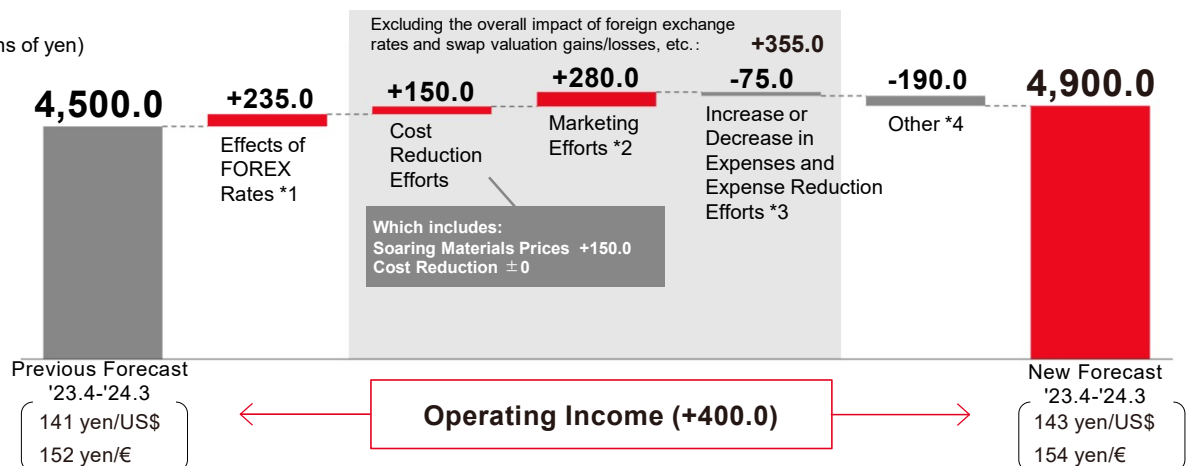 Excluding the overall impact of foreign exchange
rates and swap valuation gains/losses, etc.: +355.0
ns of yen)
4,500.0
+235.0
+150.0
+280.0
-75.0
-190.0
4,900.0
Effects of
FOREX
Rates *1
Cost
Reduction
Efforts
Marketing
Efforts *2
Increase or
Decrease in
Expenses and
Expense Reduction
Efforts *3
Other *4
Which includes:
Soaring Materials Prices +150.0
Cost Reduction ±0
Previous Forecast
'23.4-'24.3
141 yen/US$
152 yen/€
Operating Income (+400.0)
New Forecast
'23.4-'24.3
143 yen/US$
154 yen/€